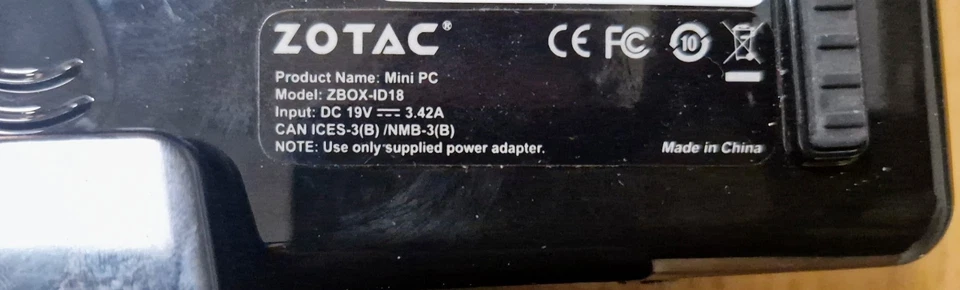 ZOTAC®
CE FC 10
Product Name: Mini PC
Model: ZBOX-ID18
Input: DC 19V ⎓ 3.42A
CAN ICES-3(B) /NMB-3(B)
NOTE: Use only supplied power adapter.
Made in China